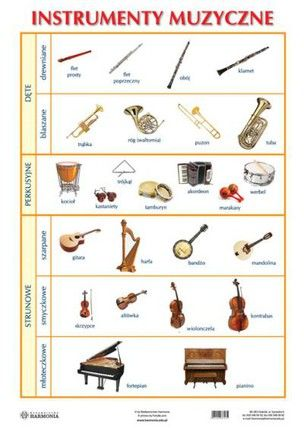 INSTRUMENTY MUZYCZNE
DĘTE
drewniane
flet
prosty
flet
poprzeczny
obój
klarnet
blaszane
trąbka
róg (waltornia)
puzon
tuba
PERKUSYJNE
kocioł
kastaniety
trójkąt
tamburyn
akordeon
marakasy
werbel
STRUNOWE
szarpane
gitara
harfa
bandżo
mandolina
smyczkowe
skrzypce
altówka
wiolonczela
kontrabas
młoteczkowe
fortepian
pianino
HARMONIA